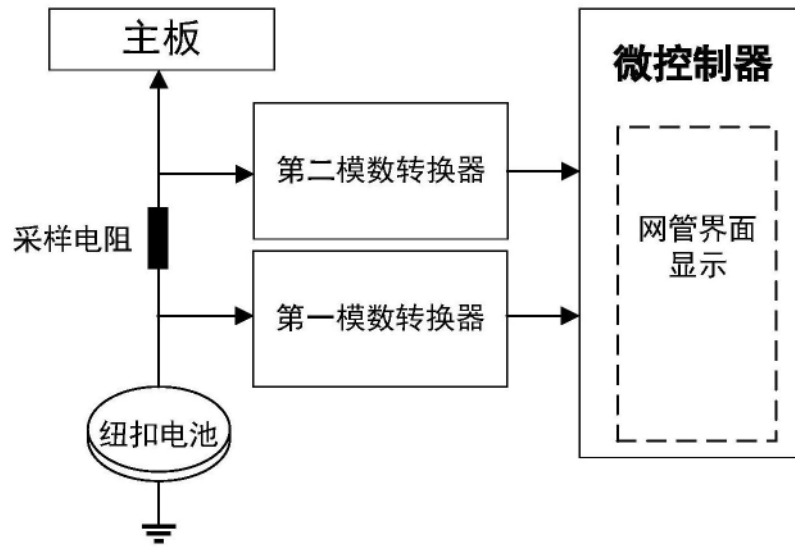 主板
微控制器
第二模数转换器
采样电阻
网管界面
显示
第一模数转换器
纽扣电池